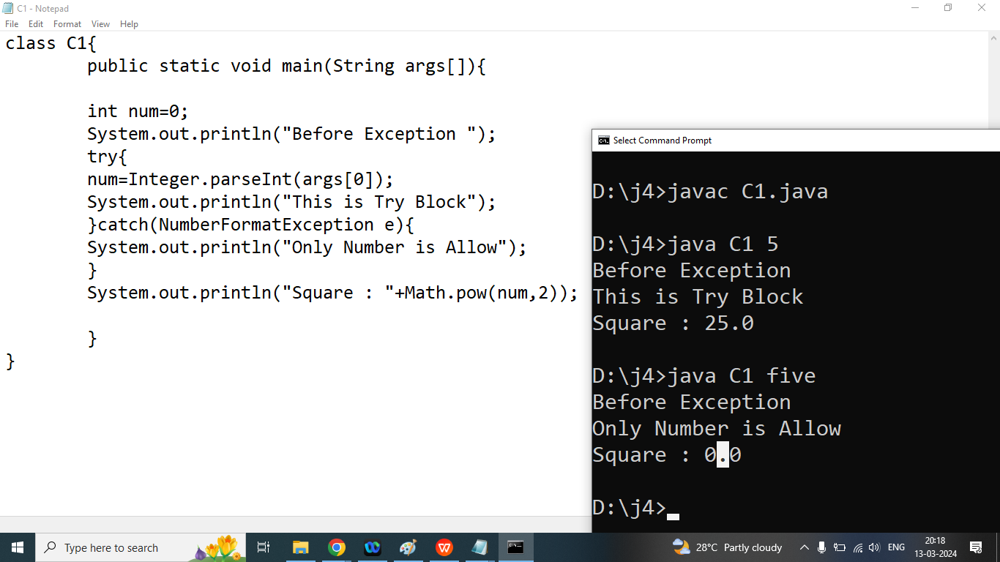 C1 - Notepad
File Edit Format View Help
class C1{
public static void main(String args[]){
int num=0;
System.out.println("Before Exception ");
try{
num=Integer.parseInt(args[0]);
System.out.println("This is Try Block");
}catch(NumberFormatException e){
System.out.println("Only Number is Allow");
}
System.out.println("Square : "+Math.pow(num,2));
}
}
Select Command Prompt
D:\j4>javac C1.java
D:\j4>java C1 5
Before Exception
This is Try Block
Square : 25.0
D:\j4>java C1 five
Before Exception
Only Number is Allow
Square : 0.0
D:\j4>
Type here to search
28°C Partly cloudy
ENG
20:18
13-03-2024